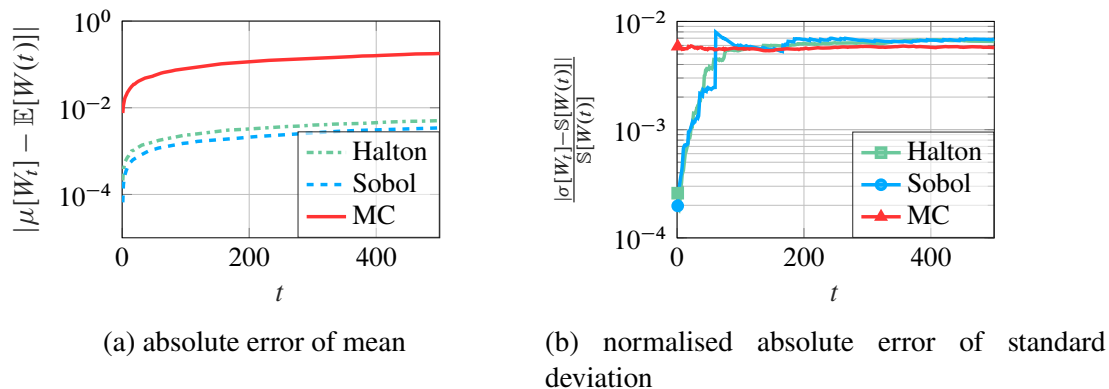 10^0
10^{-2}
10^{-4}
|μ[W_t] − 𝔼[W(t)]|
0 200 400
t
Halton
Sobol
MC
(a) absolute error of mean
10^{-2}
10^{-3}
10^{-4}
|σ[W_t]−𝕊[W(t)]|
𝕊[W(t)]
0 200 400
t
Halton
Sobol
MC
(b) normalised absolute error of standard
deviation